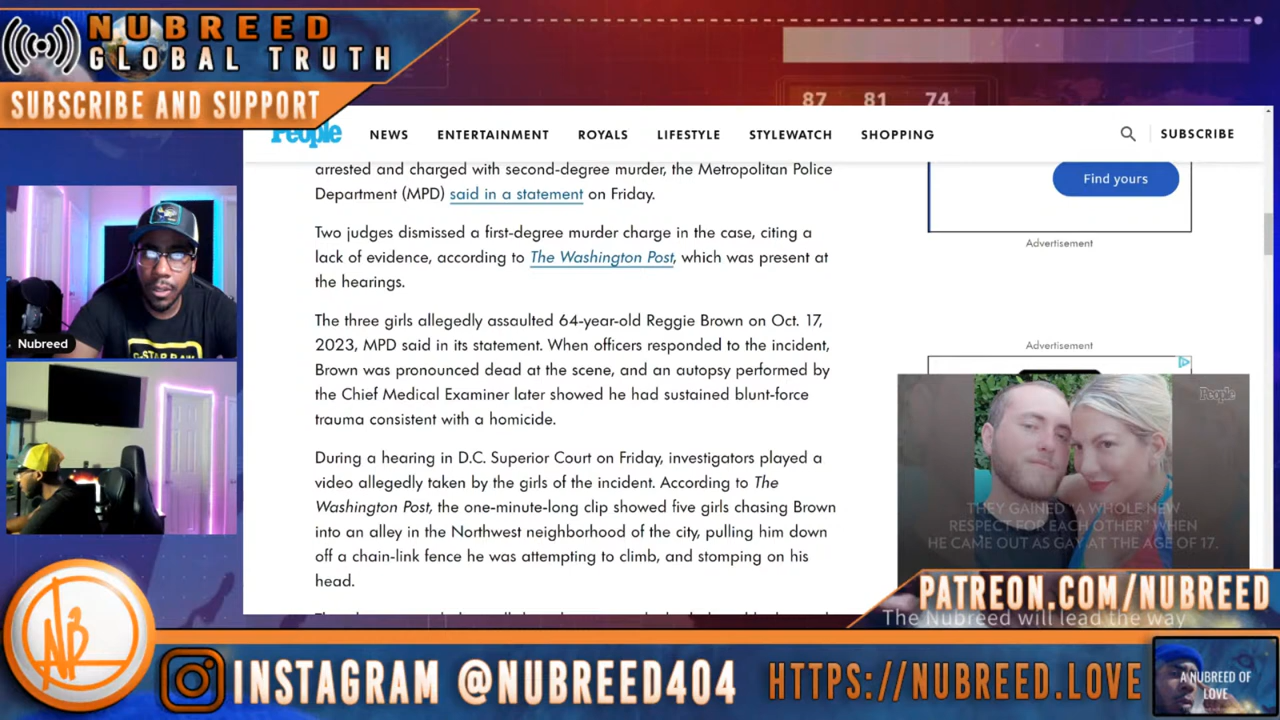 NUBREED
GLOBAL TRUTH
SUBSCRIBE AND SUPPORT
87 81 74
People NEWS ENTERTAINMENT ROYALS LIFESTYLE STYLEWATCH SHOPPING SUBSCRIBE
arrested and charged with second-degree murder, the Metropolitan Police
Department (MPD) said in a statement on Friday.
Two judges dismissed a first-degree murder charge in the case, citing a
lack of evidence, according to The Washington Post, which was present at
the hearings.
The three girls allegedly assaulted 64-year-old Reggie Brown on Oct. 17,
2023, MPD said in its statement. When officers responded to the incident,
Brown was pronounced dead at the scene, and an autopsy performed by
the Chief Medical Examiner later showed he had sustained blunt-force
trauma consistent with a homicide.
During a hearing in D.C. Superior Court on Friday, investigators played a
video allegedly taken by the girls of the incident. According to The
Washington Post, the one-minute-long clip showed five girls chasing Brown
into an alley in the Northwest neighborhood of the city, pulling him down
off a chain-link fence he was attempting to climb, and stomping on his
head.
Find yours
Advertisement
Advertisement
People
THEY GAINED "A WHOLE NEW
RESPECT FOR EACH OTHER" WHEN
HE CAME OUT AS GAY AT THE AGE OF 17.
Nubreed
PATREON.COM/NUBREED
The Nubreed will lead the way
NB
INSTAGRAM @NUBREED404
HTTPS://NUBREED.LOVE
A NUBREED OF
LOVE